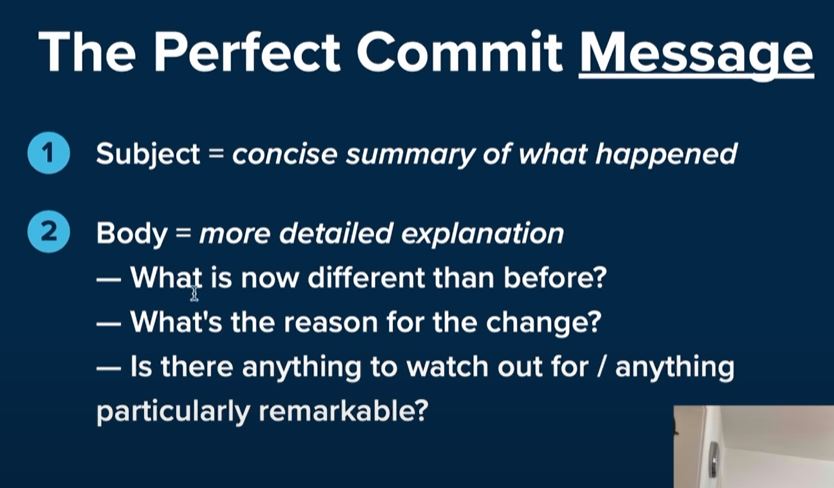 The Perfect Commit Message
1 Subject = concise summary of what happened
2 Body = more detailed explanation
— What is now different than before?
— What's the reason for the change?
— Is there anything to watch out for / anything
particularly remarkable?